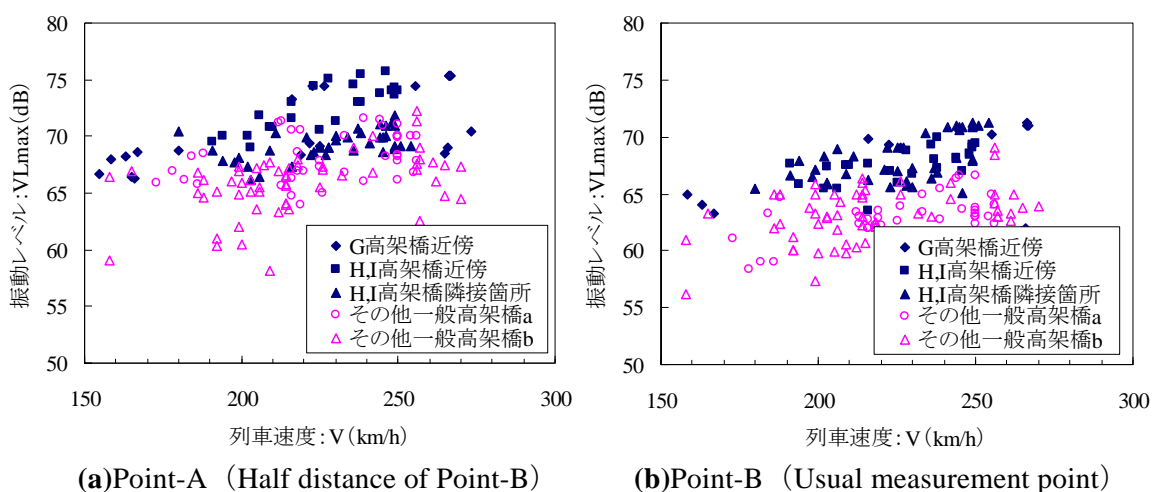 80
75
70
65
60
55
50
振動レベル:VLmax(dB)
G高架橋近傍
H,I高架橋近傍
H,I高架橋隣接箇所
その他一般高架橋a
その他一般高架橋b
150 200 250 300
列車速度:V(km/h)
(a)Point-A (Half distance of Point-B)
80
75
70
65
60
55
50
振動レベル:VLmax(dB)
G高架橋近傍
H,I高架橋近傍
H,I高架橋隣接箇所
その他一般高架橋a
その他一般高架橋b
150 200 250 300
列車速度:V(km/h)
(b)Point-B (Usual measurement point)